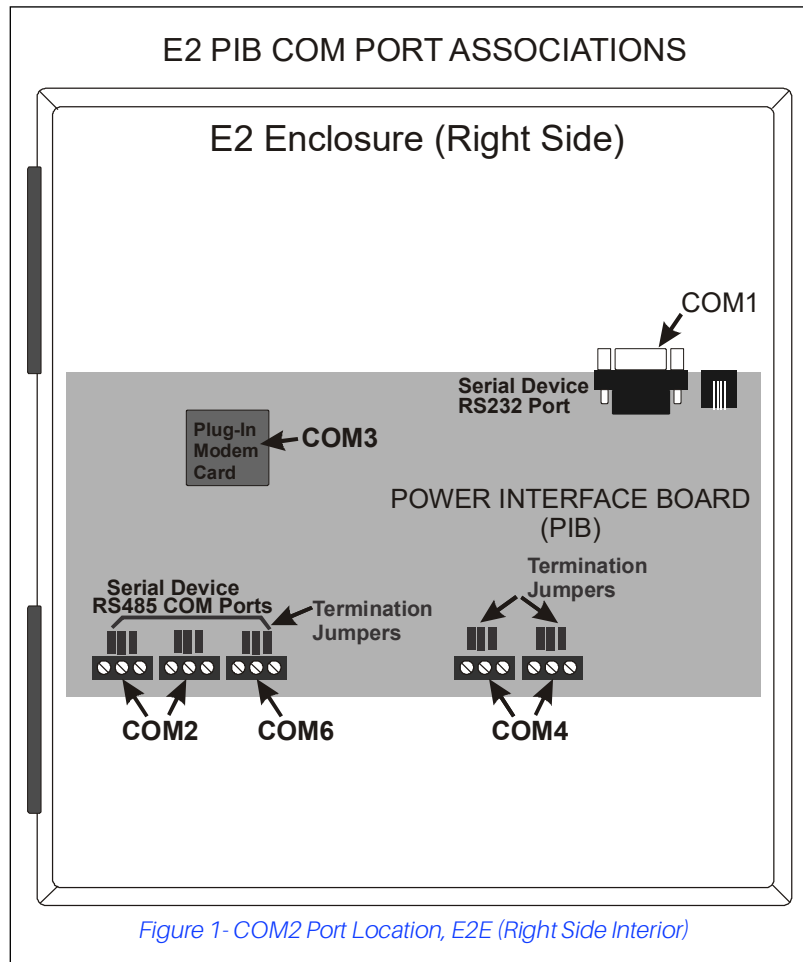 E2 PIB COM PORT ASSOCIATIONS
E2 Enclosure (Right Side)
COM1
Serial Device
RS232 Port
Plug-In
Modem
Card
COM3
POWER INTERFACE BOARD
(PIB)
Serial Device
RS485 COM Ports
Termination
Jumpers
Termination
Jumpers
COM2
COM6
COM4
Figure 1- COM2 Port Location, E2E (Right Side Interior)